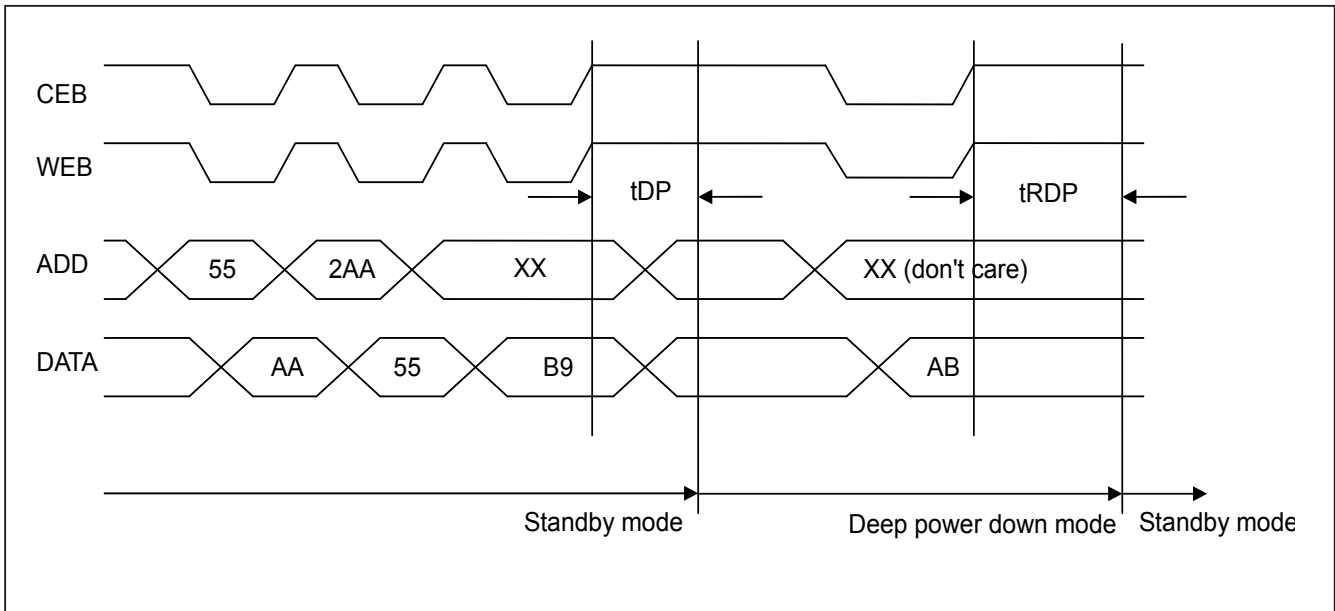 CEB
WEB
tDP
tRDP
ADD
55
2AA
XX
XX (don't care)
DATA
AA
55
B9
AB
Standby mode
Deep power down mode
Standby mode